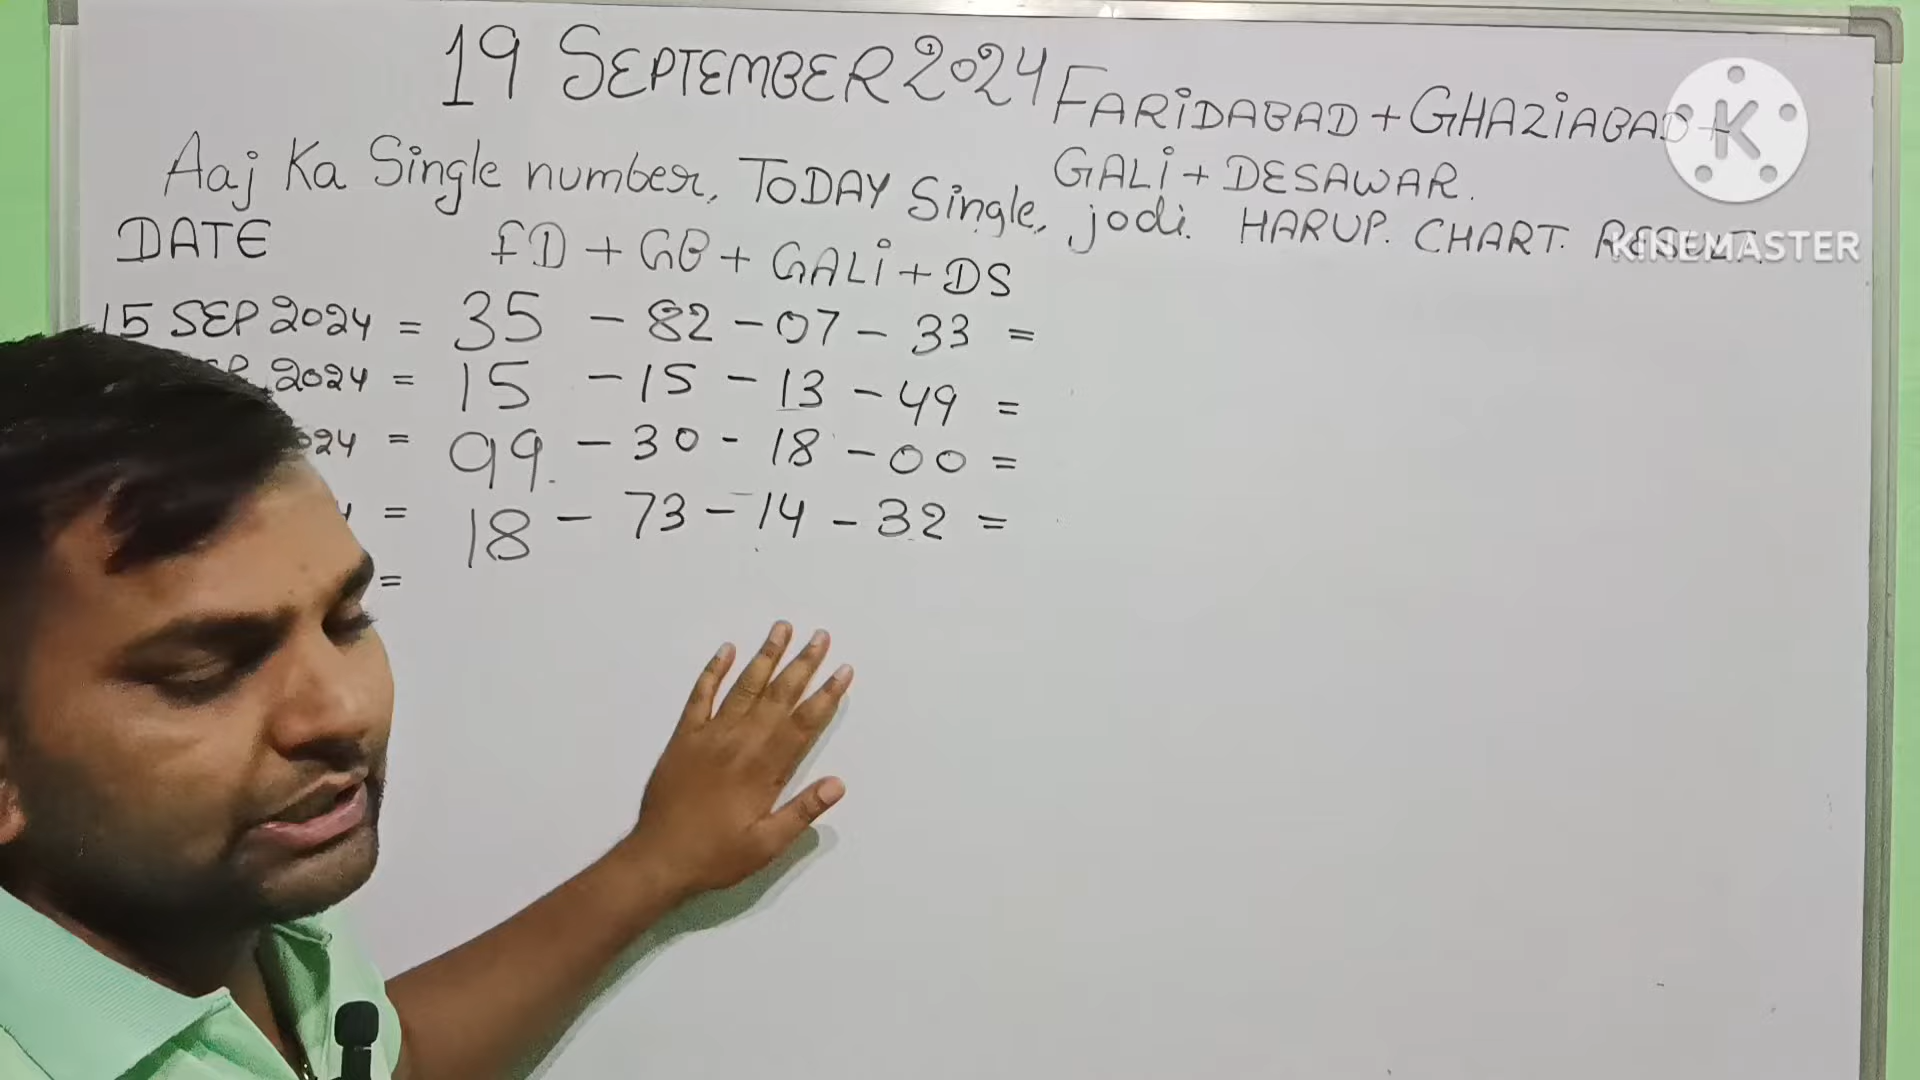 19 SEPTEMBER 2024 FARIDABAD + GHAZIABAD +
GALI + DESAWAR.
Aaj Ka Single number, TODAY Single, jodi. HARUP. CHART. RESULT.
KINEMASTER
DATE FD + GB + GALI + DS
15 SEP 2024 = 35 - 82 - 07 - 33 =
2024 = 15 - 15 - 13 - 49 =
= 99 - 30 - 18 - 00 =
= 18 - 73 - 14 - 32 =
=